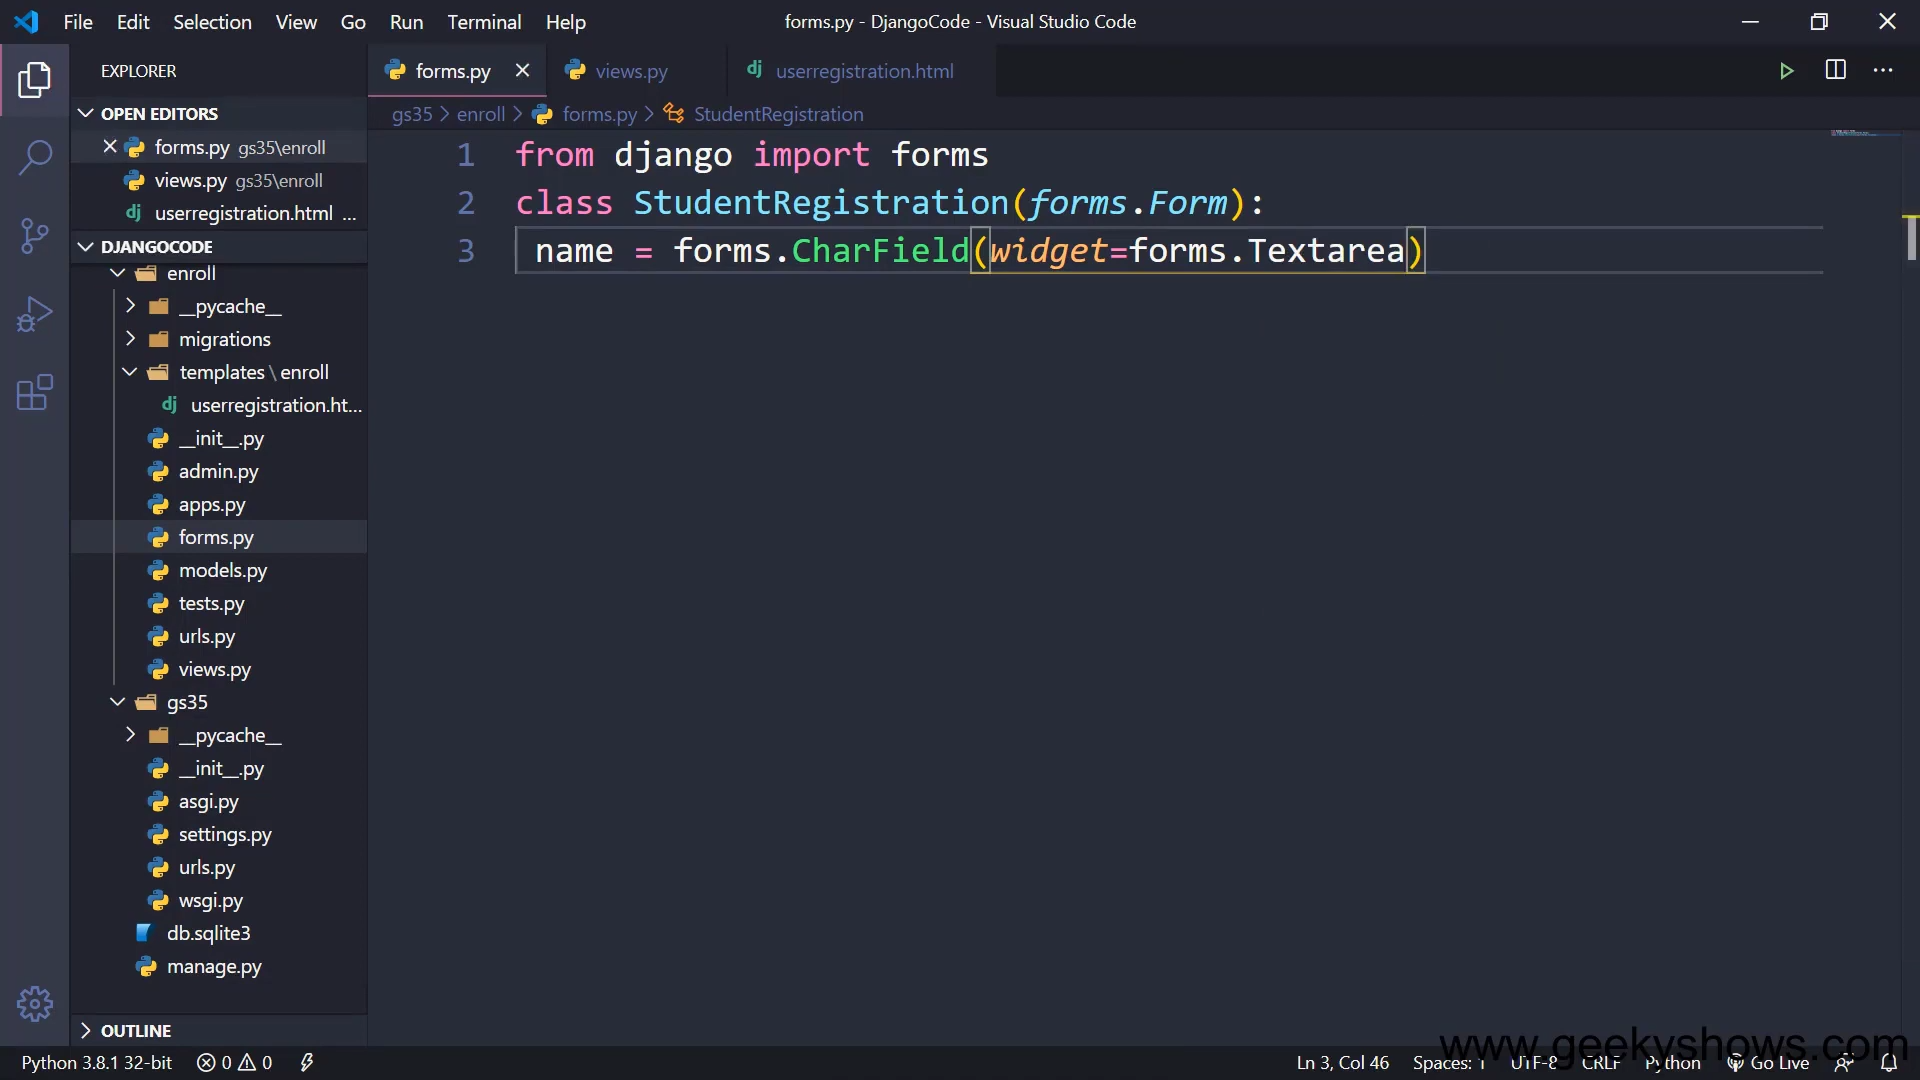 File Edit Selection View Go Run Terminal Help forms.py - DjangoCode - Visual Studio Code
EXPLORER
forms.py views.py userregistration.html
OPEN EDITORS
gs35 > enroll > forms.py > StudentRegistration
forms.py gs35\enroll
views.py gs35\enroll
userregistration.html ...
DJANGOCODE
enroll
__pycache__
migrations
templates \ enroll
userregistration.ht...
__init__.py
admin.py
apps.py
forms.py
models.py
tests.py
urls.py
views.py
gs35
__pycache__
__init__.py
asgi.py
settings.py
urls.py
wsgi.py
db.sqlite3
manage.py
OUTLINE
1 from django import forms
2 class StudentRegistration(forms.Form):
3 name = forms.CharField(widget=forms.Textarea)
www.geekyshows.com
Python 3.8.1 32-bit 0 0 Ln 3, Col 46 Spaces: 1 UTF-8 CRLF Python Go Live